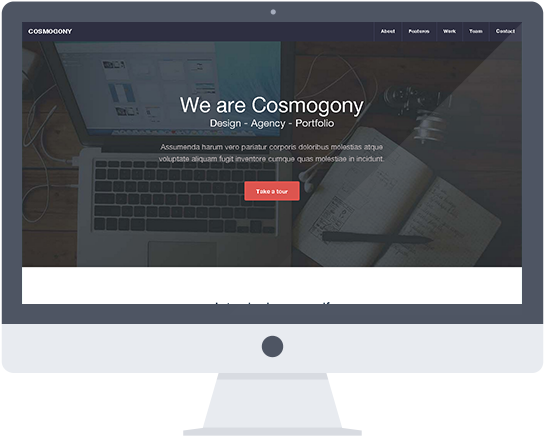 COSMOGONY
About Features Work Team Contact
We are Cosmogony
Design - Agency - Portfolio
Assumenda harum vero pariatur corporis doloribus molestias atque
voluptate aliquam fugit inventore cumque quas molestiae in incidunt.
Take a tour